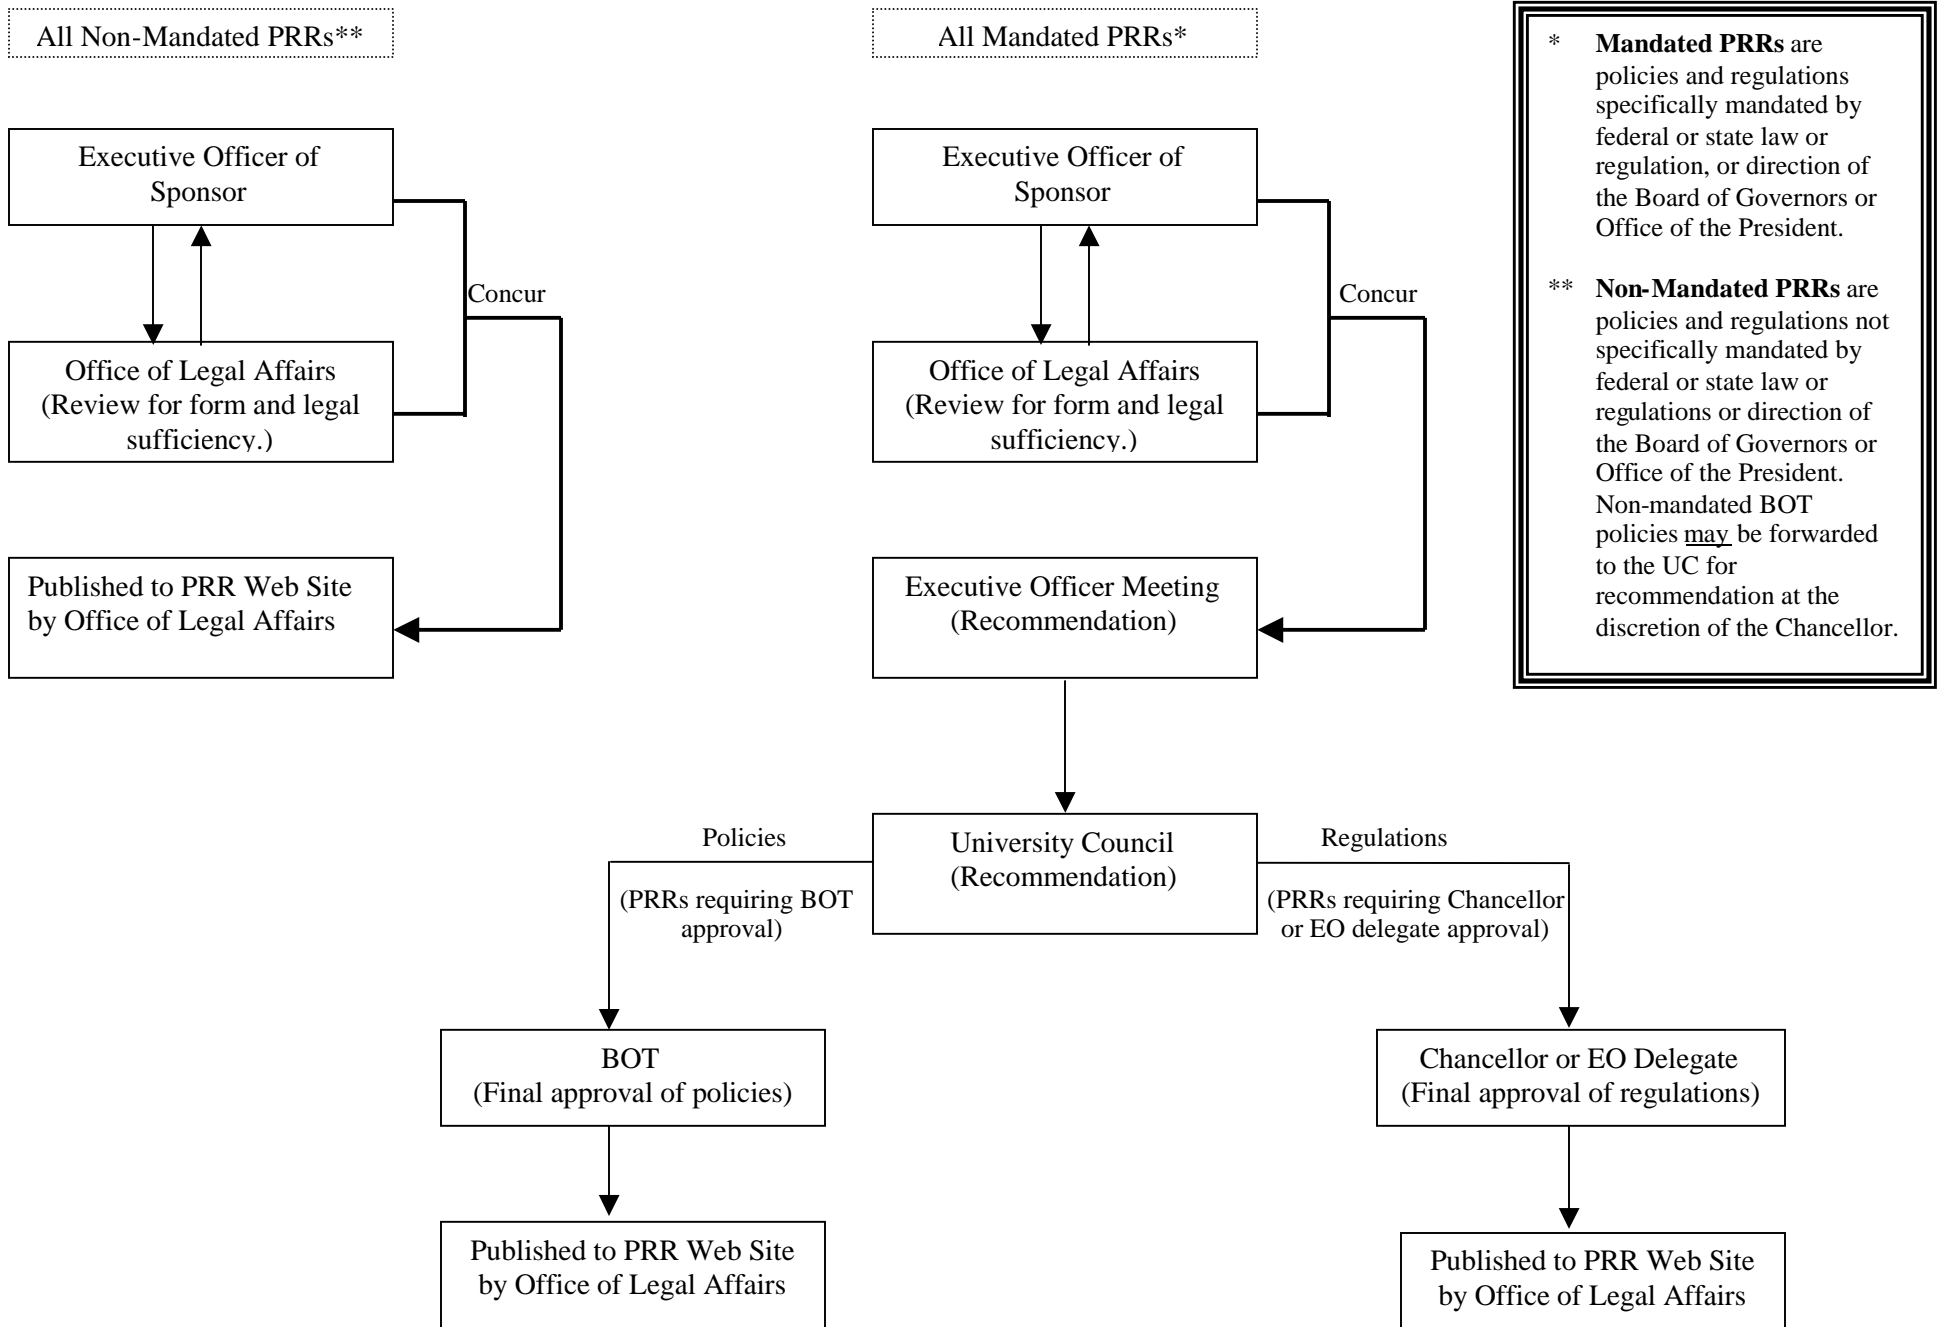 All Non-Mandated PRRs**
Executive Officer of
Sponsor
Concur
Office of Legal Affairs
(Review for form and legal
sufficiency.)
Published to PRR Web Site
by Office of Legal Affairs
All Mandated PRRs*
Executive Officer of
Sponsor
Concur
Office of Legal Affairs
(Review for form and legal
sufficiency.)
Executive Officer Meeting
(Recommendation)
* Mandated PRRs are
policies and regulations
specifically mandated by
federal or state law or
regulation, or direction of
the Board of Governors or
Office of the President.
** Non-Mandated PRRs are
policies and regulations not
specifically mandated by
federal or state law or
regulations or direction of
the Board of Governors or
Office of the President.
Non-mandated BOT
policies may be forwarded
to the UC for
recommendation at the
discretion of the Chancellor.
University Council
(Recommendation)
Policies
(PRRs requiring BOT
approval)
Regulations
(PRRs requiring Chancellor
or EO delegate approval)
BOT
(Final approval of policies)
Chancellor or EO Delegate
(Final approval of regulations)
Published to PRR Web Site
by Office of Legal Affairs
Published to PRR Web Site
by Office of Legal Affairs